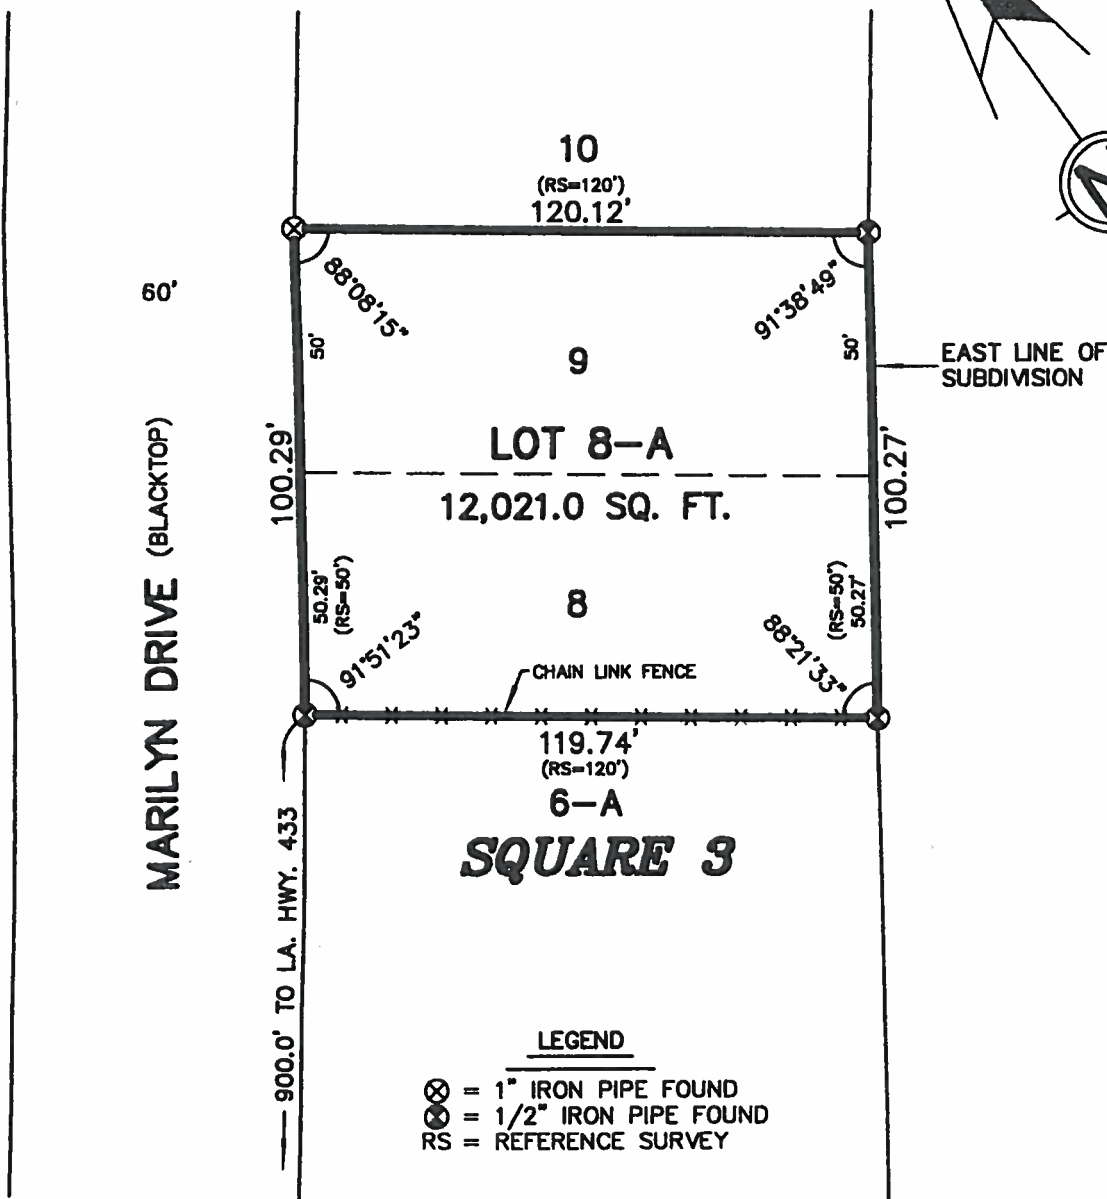 10
(RS=120')
120.12'
88°08'15"
91°38'49"
60'
50'
50'
9
EAST LINE OF
SUBDIVISION
LOT 8-A
12,021.0 SQ. FT.
100.29'
100.27'
MARILYN DRIVE (BLACKTOP)
50.29'
(RS=50')
(RS=50')
50.27'
8
91°51'23"
88°21'33"
CHAIN LINK FENCE
119.74'
(RS=120')
6-A
SQUARE 3
900.0' TO LA. HWY. 433
LEGEND
= 1" IRON PIPE FOUND
= 1/2" IRON PIPE FOUND
RS = REFERENCE SURVEY